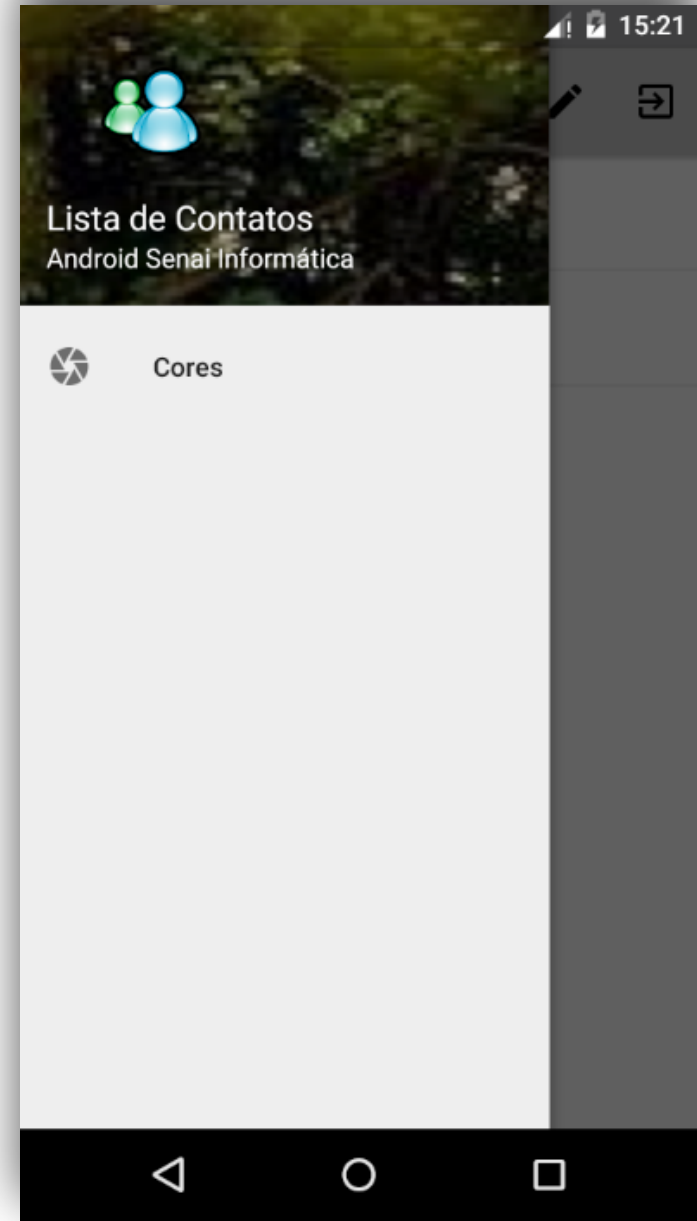 15:21
Lista de Contatos
Android Senai Informática
Cores